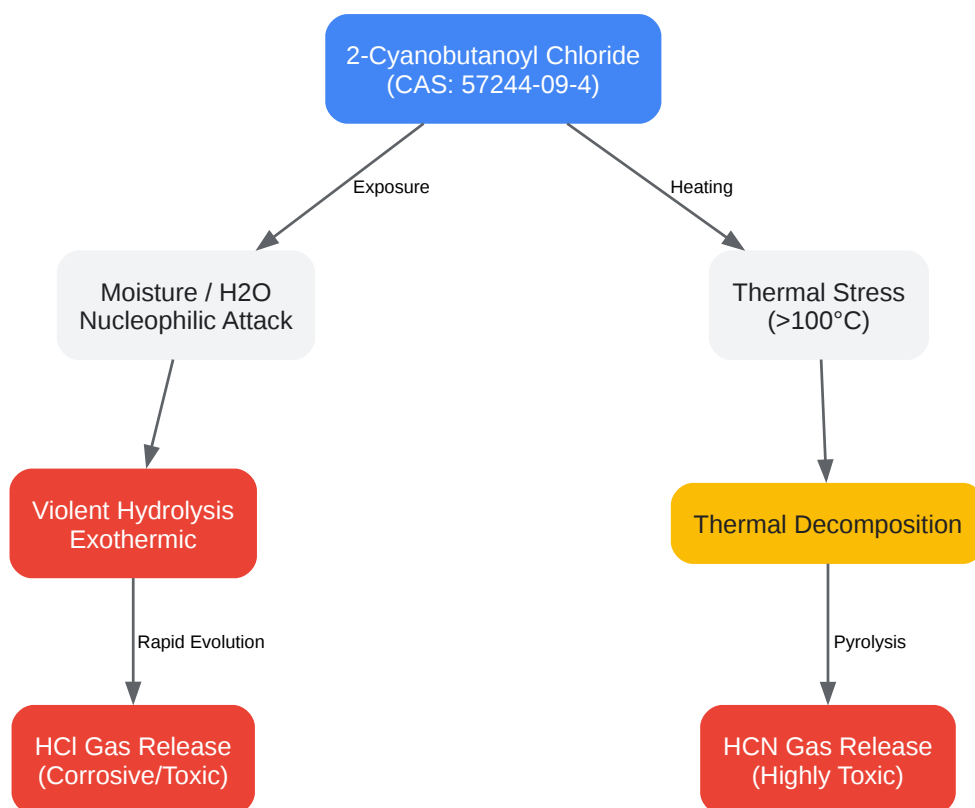 2-Cyanobutanoyl Chloride
(CAS: 57244-09-4)
Exposure
Heating
Moisture / H2O
Nucleophilic Attack
Thermal Stress
(>100°C)
Violent Hydrolysis
Exothermic
Thermal Decomposition
Rapid Evolution
Pyrolysis
HCl Gas Release
(Corrosive/Toxic)
HCN Gas Release
(Highly Toxic)